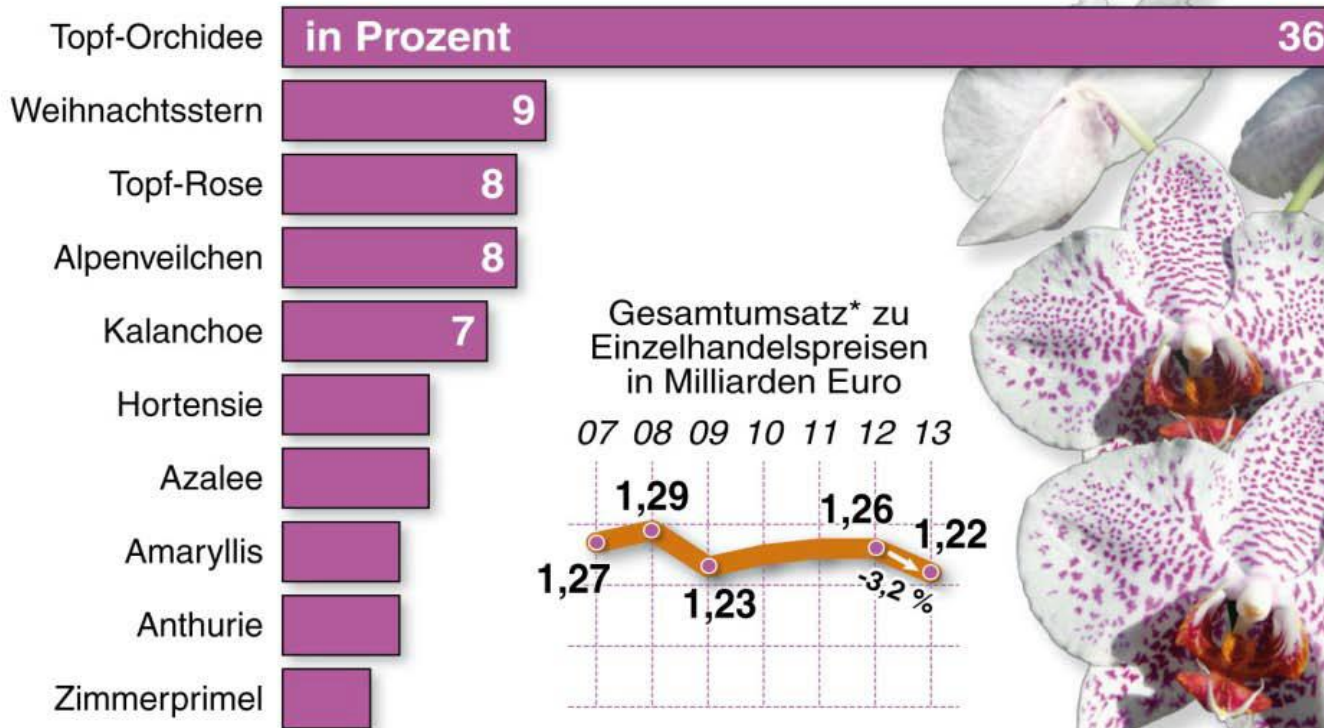 Topf-Orchidee in Prozent 36
Weihnachtsstern 9
Topf-Rose 8
Alpenveilchen 8
Kalanchoe 7
Hortensie
Azalee
Amaryllis
Anthurie
Zimmerprimel
Gesamtumsatz* zu
Einzelhandelspreisen
in Milliarden Euro
07 08 09 10 11 12 13
1,27
1,29
1,23
1,26
1,22
-3,2 %